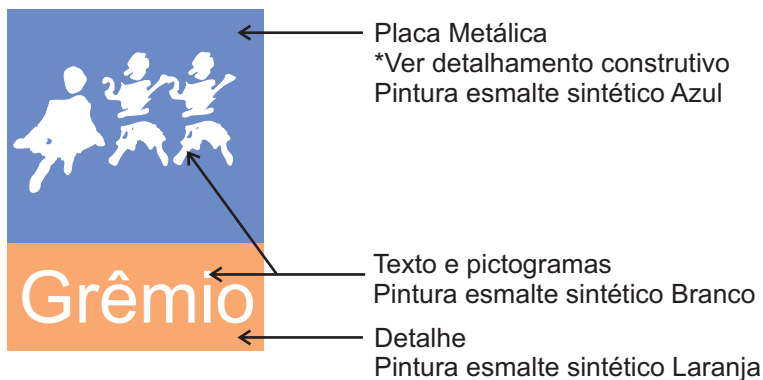 Placa Metálica
*Ver detalhamento construtivo
Pintura esmalte sintético Azul
Texto e pictogramas
Pintura esmalte sintético Branco
Grêmio
Detalhe
Pintura esmalte sintético Laranja